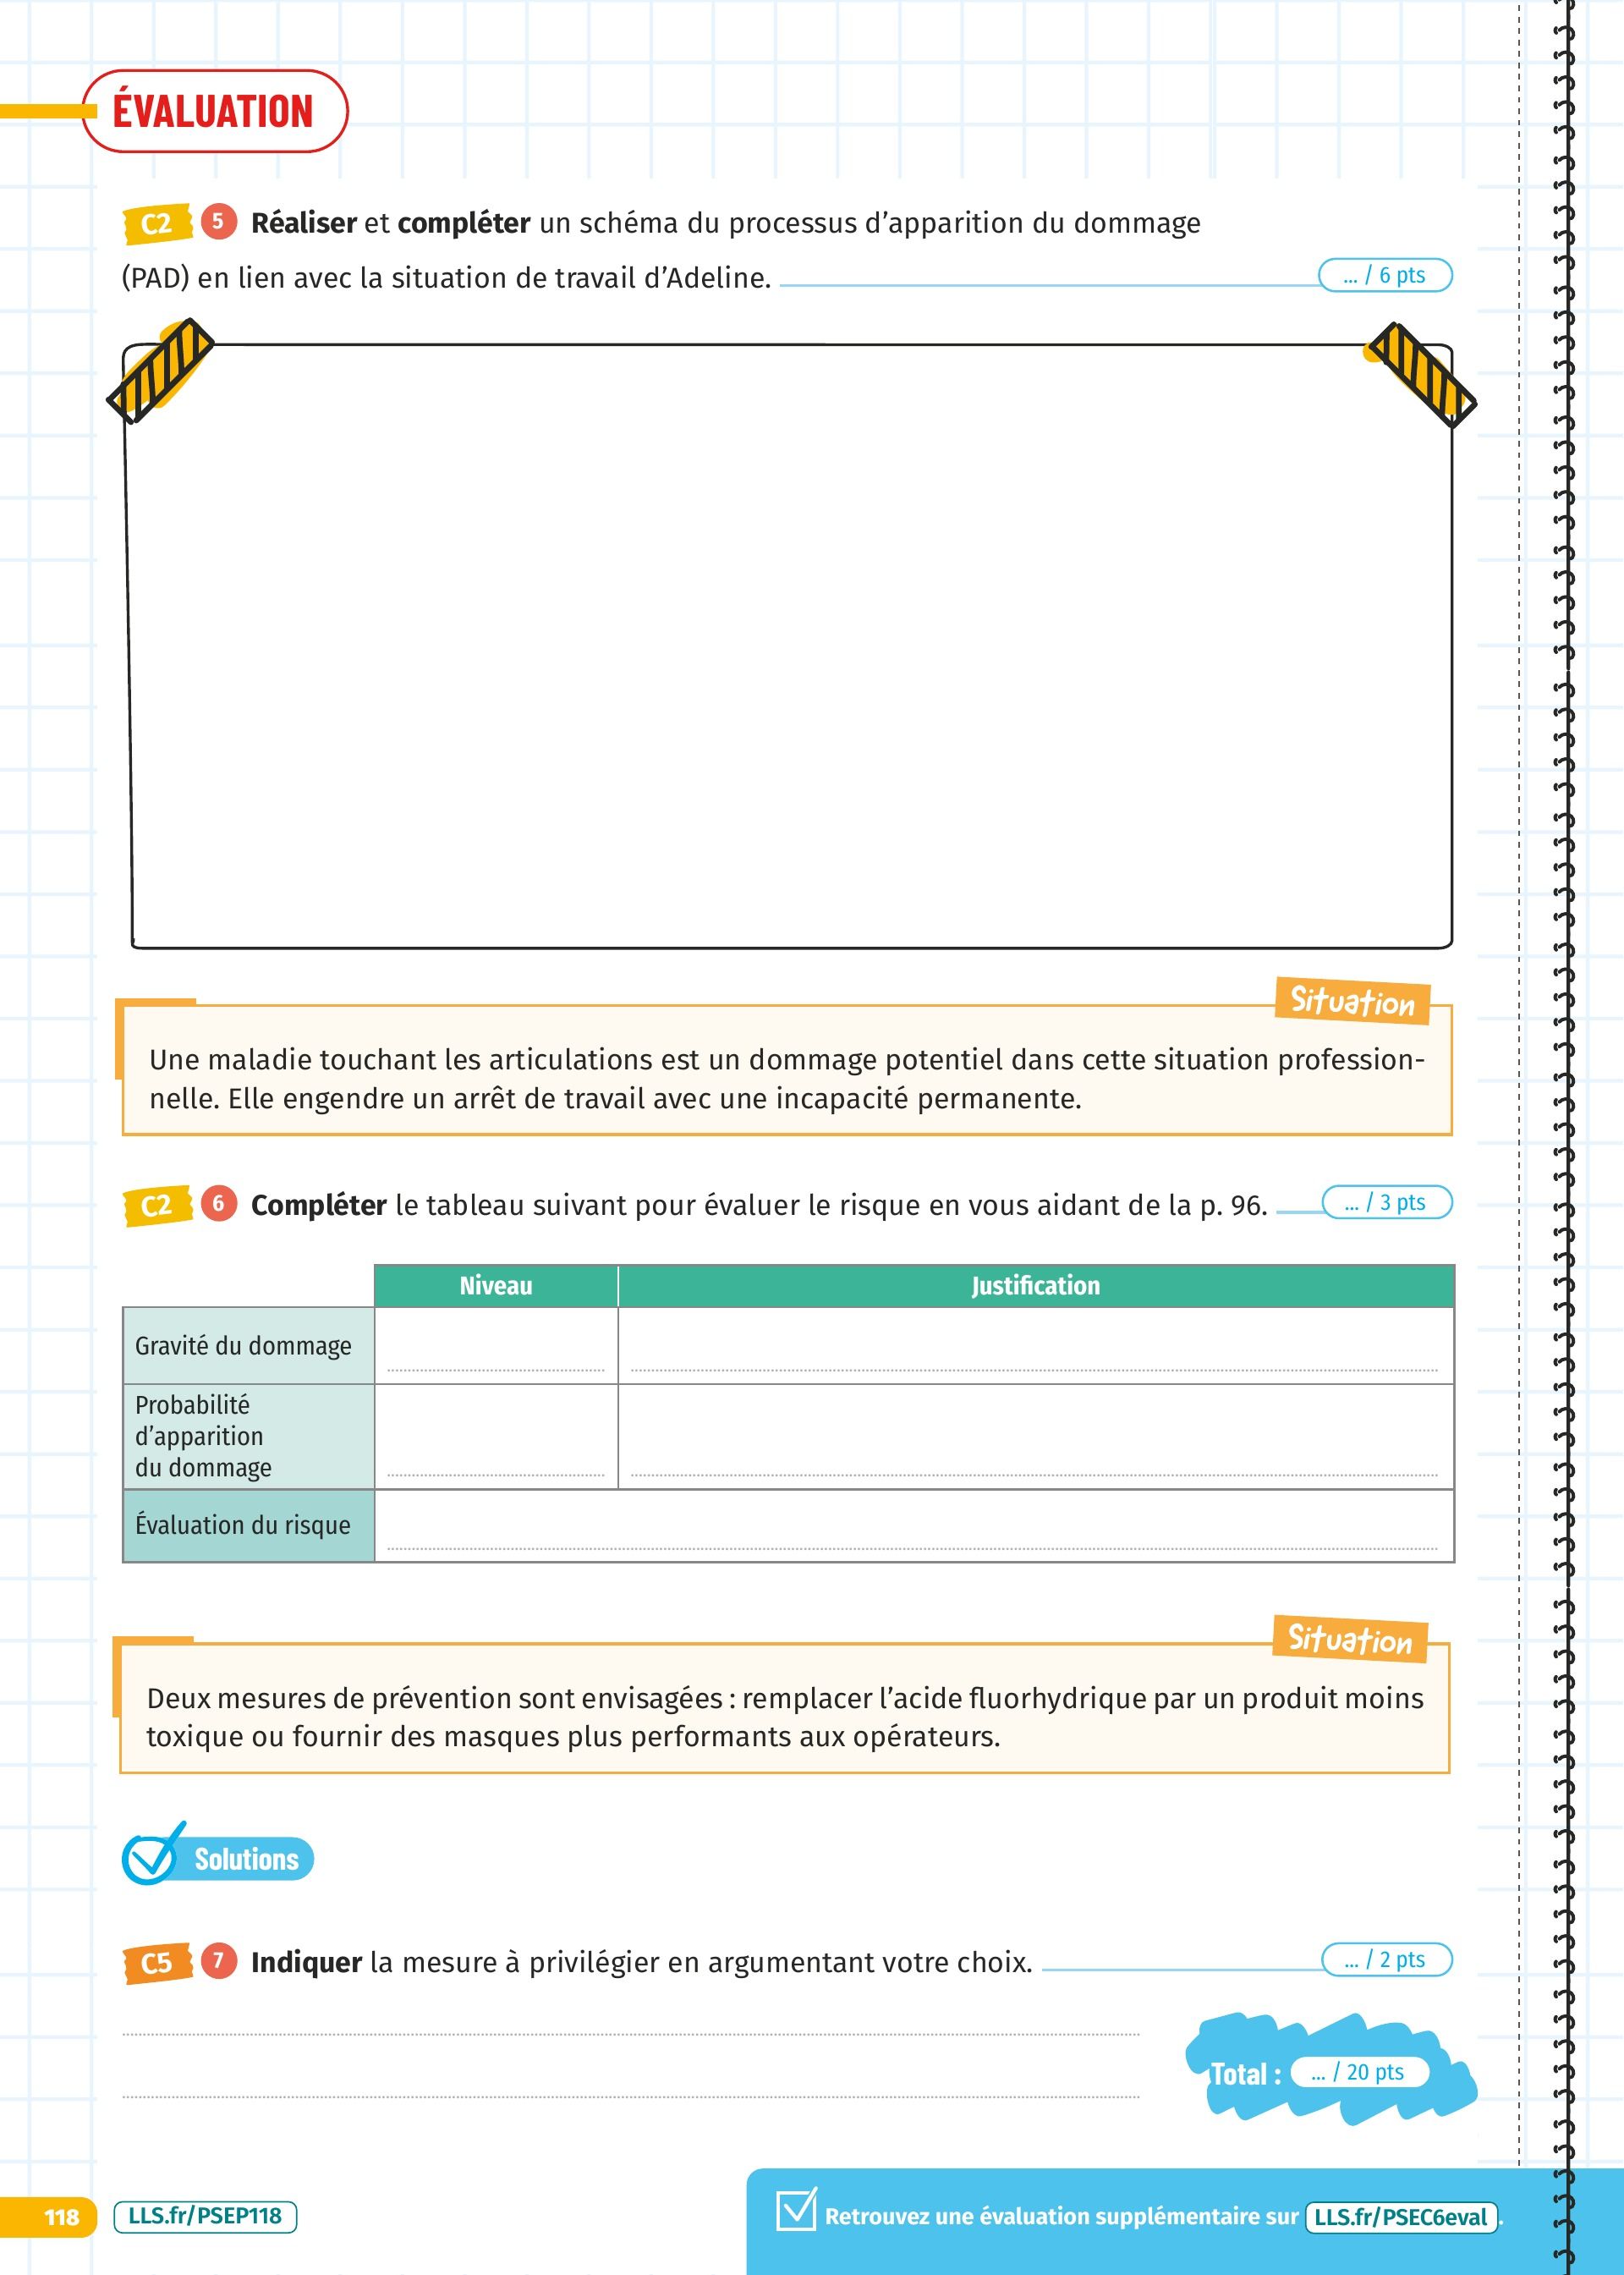 ÉVALUATION
C2 5 Réaliser et compléter un schéma du processus d’apparition du dommage
(PAD) en lien avec la situation de travail d’Adeline. ... / 6 pts
Situation
Une maladie touchant les articulations est un dommage potentiel dans cette situation profession-
nelle. Elle engendre un arrêt de travail avec une incapacité permanente.
C2 6 Compléter le tableau suivant pour évaluer le risque en vous aidant de la p. 96. ... / 3 pts
Niveau Justification
Gravité du dommage
Probabilité
d’apparition
du dommage
Évaluation du risque
Situation
Deux mesures de prévention sont envisagées : remplacer l’acide fluorhydrique par un produit moins
toxique ou fournir des masques plus performants aux opérateurs.
Solutions
C5 7 Indiquer la mesure à privilégier en argumentant votre choix. ... / 2 pts
Total : ... / 20 pts
118 LLS.fr/PSEP118
Retrouvez une évaluation supplémentaire sur LLS.fr/PSEC6eval .